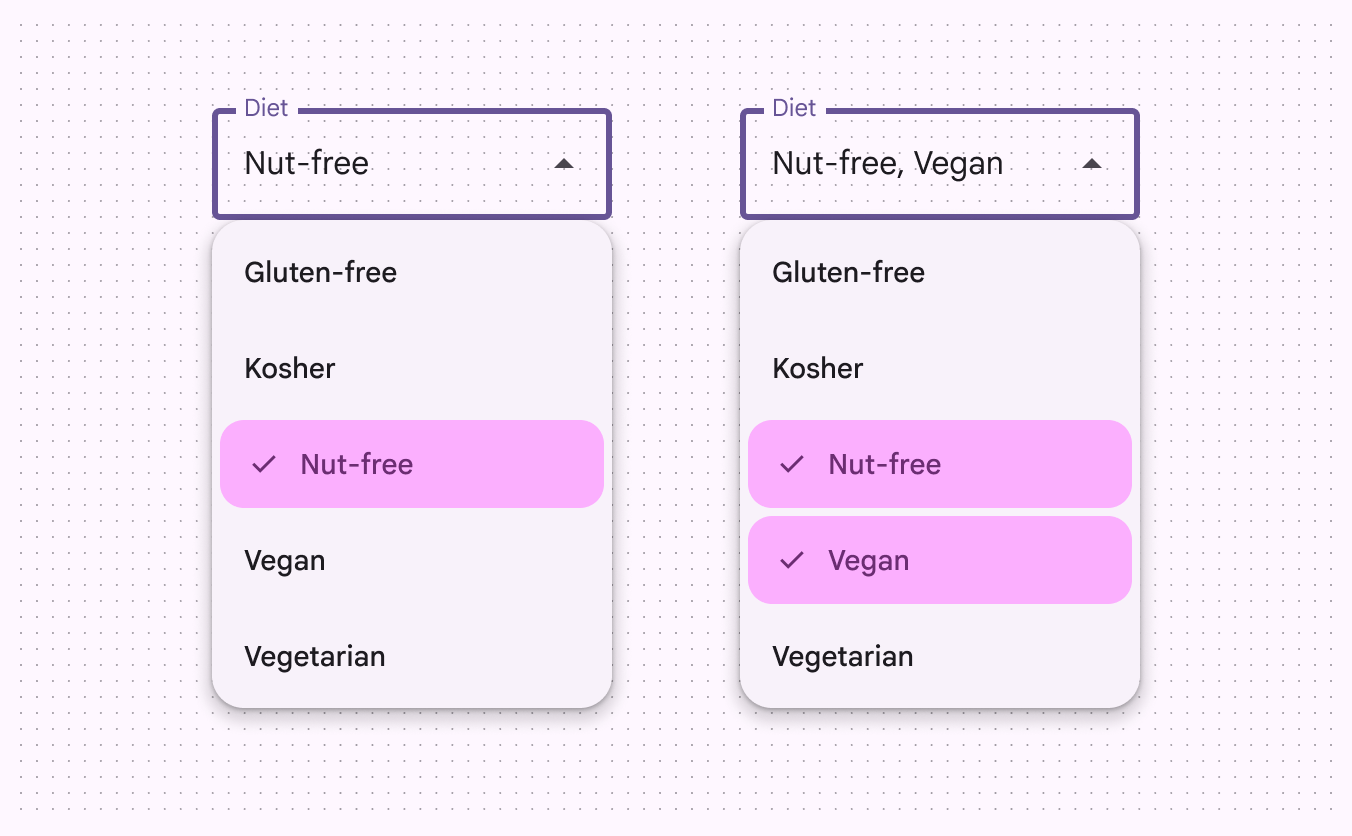 Diet
Nut-free
Gluten-free
Kosher
Nut-free
Vegan
Vegetarian
Diet
Nut-free, Vegan
Gluten-free
Kosher
Nut-free
Vegan
Vegetarian